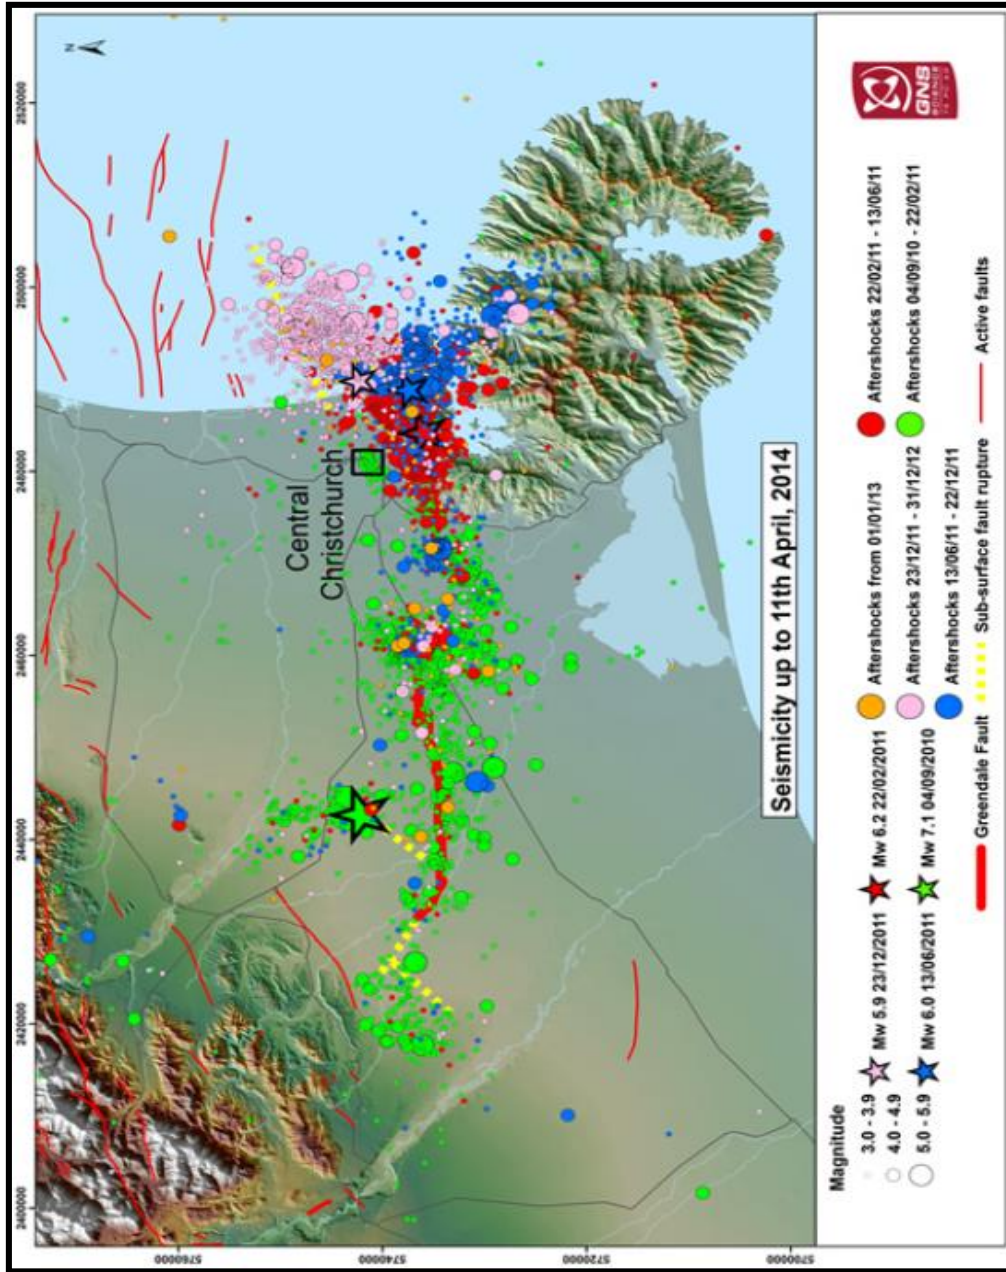 N
2400000
2420000
2440000
2460000
2480000
2500000
2520000
5760000
5740000
5720000
5700000
Central
Christchurch
Seismicity up to 11th April, 2014
Magnitude
3.0 - 3.9
4.0 - 4.9
5.0 - 5.9
Mw 5.9 23/12/2011
Mw 6.0 13/06/2011
Mw 6.2 22/02/2011
Mw 7.1 04/09/2010
Aftershocks from 01/01/13
Aftershocks 23/12/11 - 31/12/12
Aftershocks 13/06/11 - 22/12/11
Aftershocks 22/02/11 - 13/06/11
Aftershocks 04/09/10 - 22/02/11
Greendale Fault
Sub-surface fault rupture
Active faults
GNS
SCIENCE
TE PŪ AO